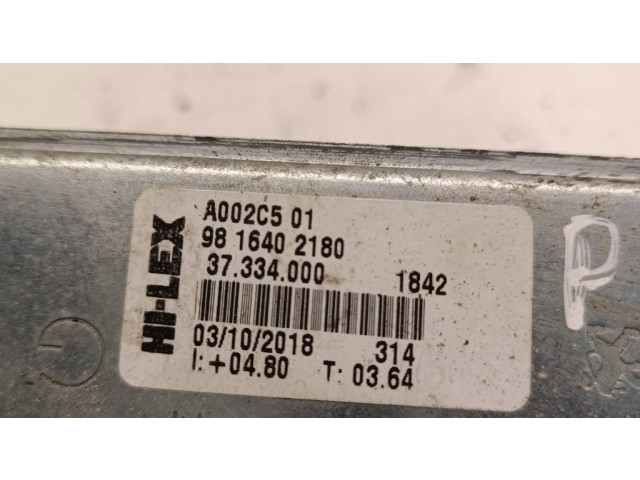 HI-LEX
A002C5 01
98 1640 2180
37.334.000 1842
03/10/2018 314
I: +04.80 T: 03.64
P